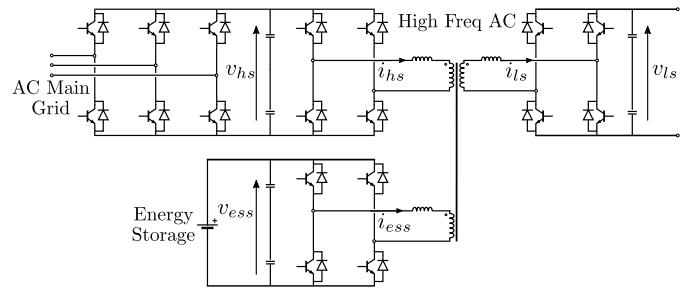 High Freq AC
v_hs
i_hs
i_ls
v_ls
AC Main
Grid
Energy
Storage
+
v_ess
i_ess